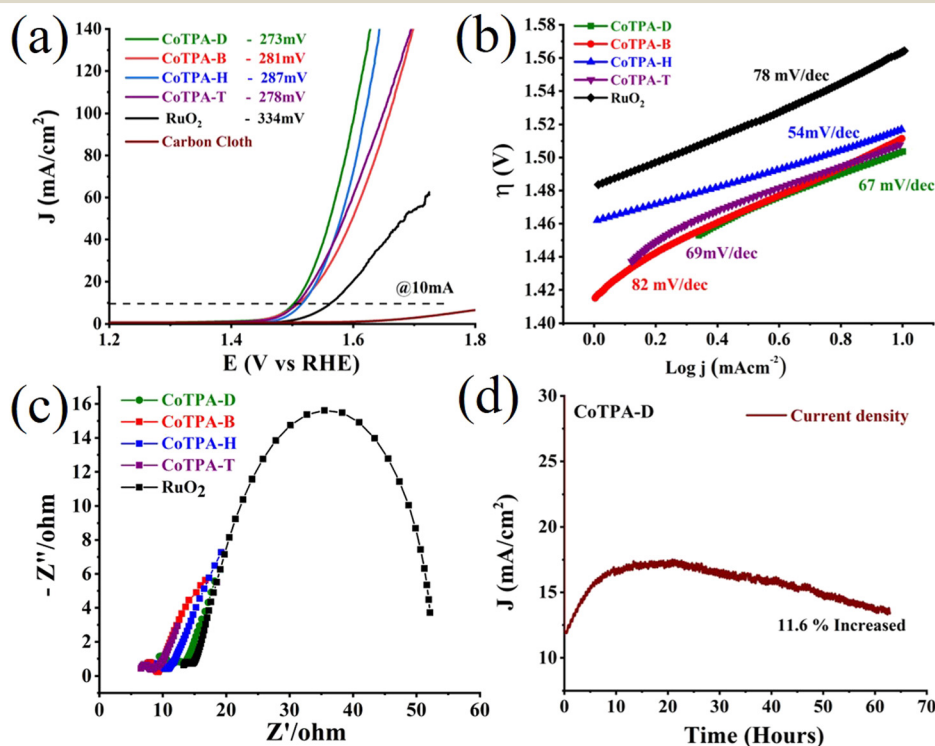 (a)
CoTPA-D - 273mV
CoTPA-B - 281mV
CoTPA-H - 287mV
CoTPA-T - 278mV
RuO₂ - 334mV
Carbon Cloth
@10mA
J (mA/cm²)
140
120
100
80
60
40
20
0
1.2 1.4 1.6 1.8
E (V vs RHE)
(b)
CoTPA-D
CoTPA-B
CoTPA-H
CoTPA-T
RuO₂
78 mV/dec
54mV/dec
67 mV/dec
69mV/dec
82 mV/dec
η (V)
1.56
1.54
1.52
1.50
1.48
1.46
1.44
1.42
1.40
0.0 0.2 0.4 0.6 0.8 1.0
Log j (mAcm⁻²)
(c)
CoTPA-D
CoTPA-B
CoTPA-H
CoTPA-T
RuO₂
- Z''/ohm
16
14
12
10
8
6
4
2
0
0 10 20 30 40 50 60
Z'/ohm
(d)
CoTPA-D
Current density
11.6 % Increased
J (mA/cm²)
30
25
20
15
10
0 10 20 30 40 50 60 70
Time (Hours)